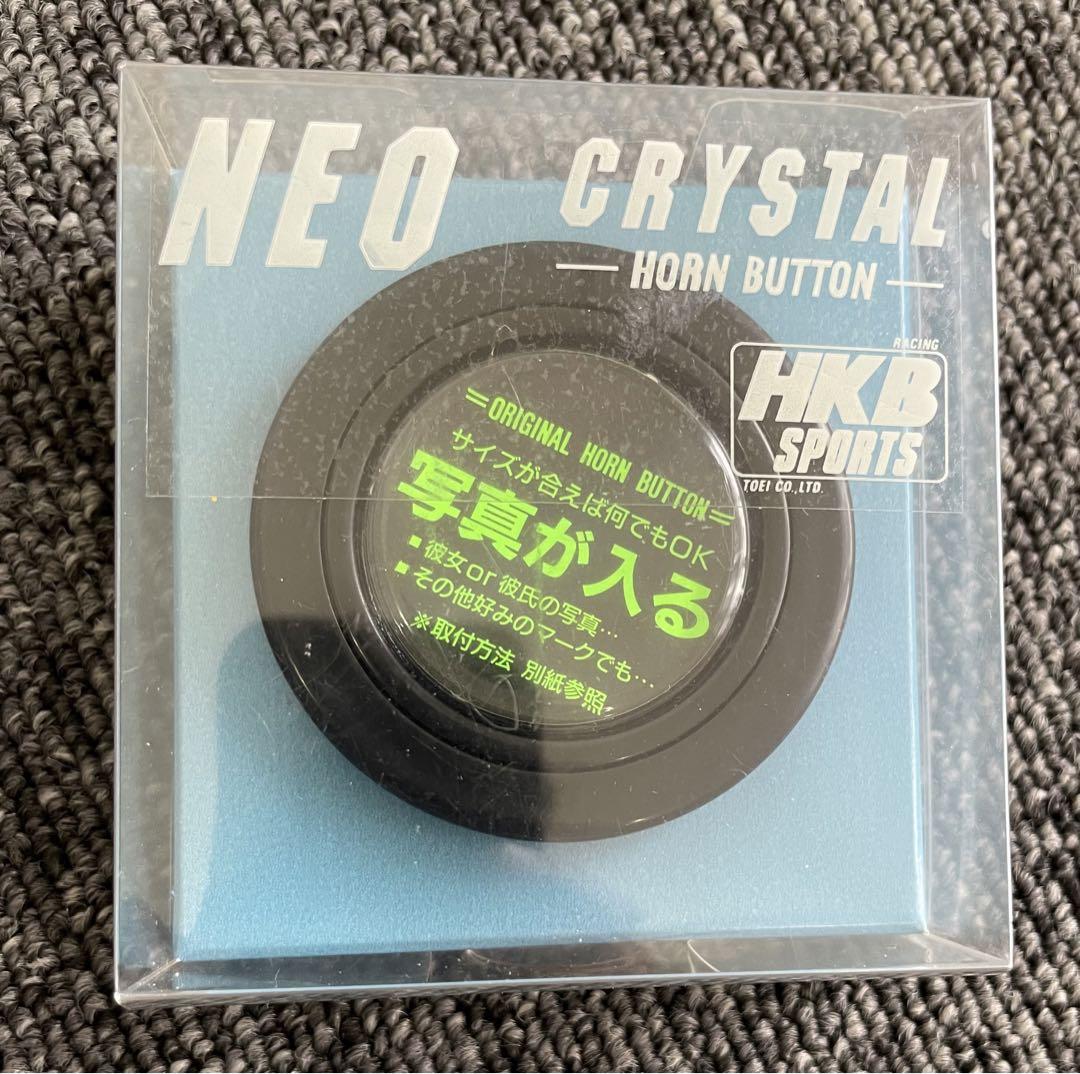 NEO CRYSTAL
HORN BUTTON
RACING
HKB
SPORTS
TOEI CO.,LTD.
=ORIGINAL HORN BUTTON=
サイズが合えば何でもOK
写真が入る
■彼女or彼氏の写真…
■その他好みのマークでも…
※取付方法 別紙参照